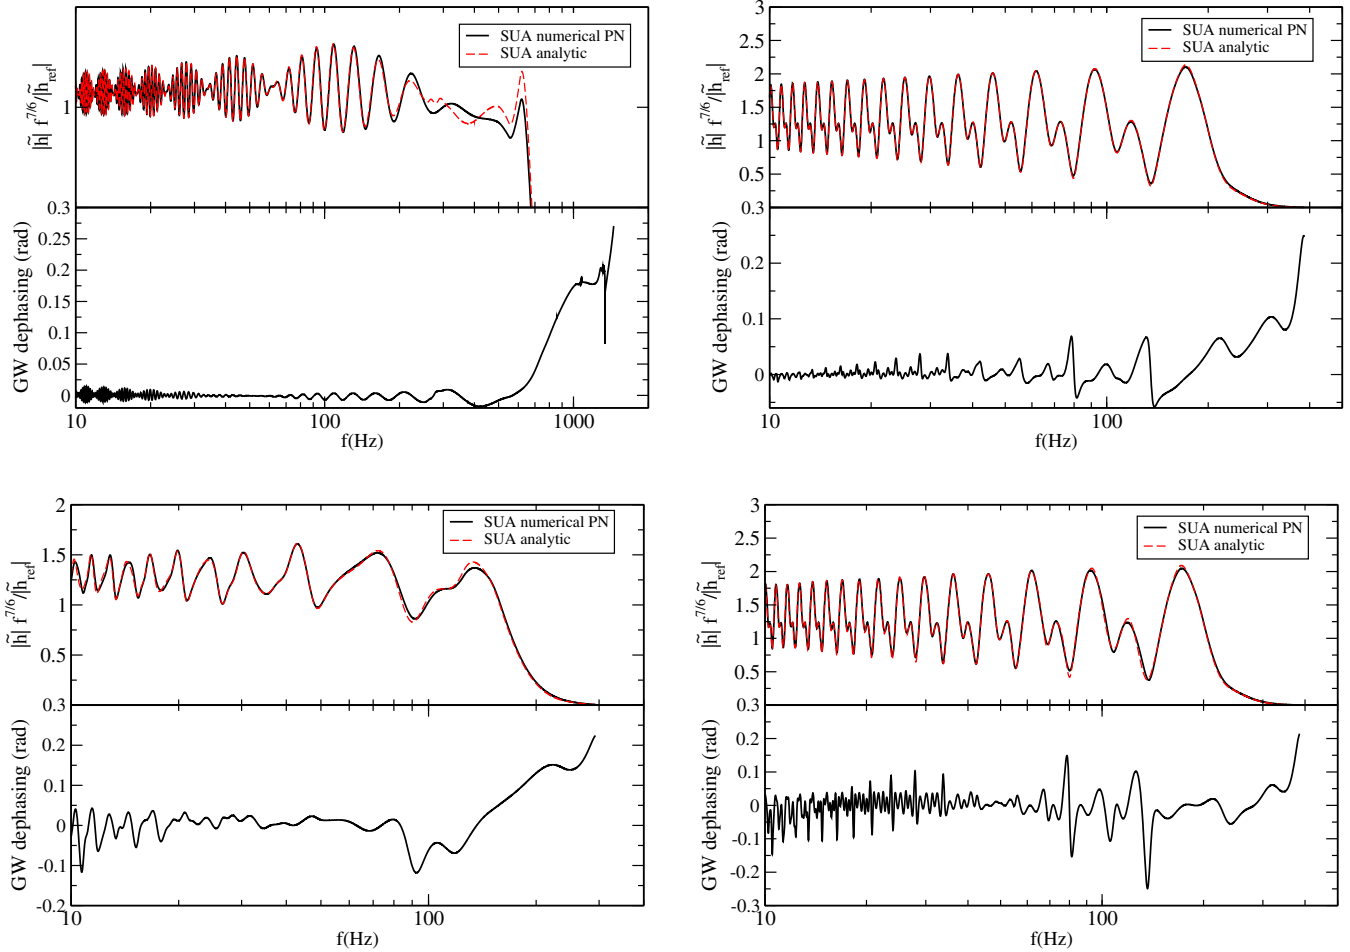 SUA numerical PN
SUA analytic
|h̃| f^7/6/|h̃_ref|
1
0.3
GW dephasing (rad)
0.25
0.2
0.15
0.1
0.05
0
10 100 1000
f(Hz)
SUA numerical PN
SUA analytic
|h̃| f^7/6/|h̃_ref|
3
2.5
2
1.5
1
0.5
0.3
GW dephasing (rad)
0.2
0.1
0
10 100
f(Hz)
SUA numerical PN
SUA analytic
|h̃| f^7/6/|h̃_ref|
2
1.5
1
0.5
0.3
GW dephasing (rad)
0.2
0.1
0
-0.1
-0.2
10 100
f(Hz)
SUA numerical PN
SUA analytic
|h̃| f^7/6/|h̃_ref|
3
2.5
2
1.5
1
0.5
0.3
GW dephasing (rad)
0.2
0.1
0
-0.1
-0.2
-0.3
10 100
f(Hz)